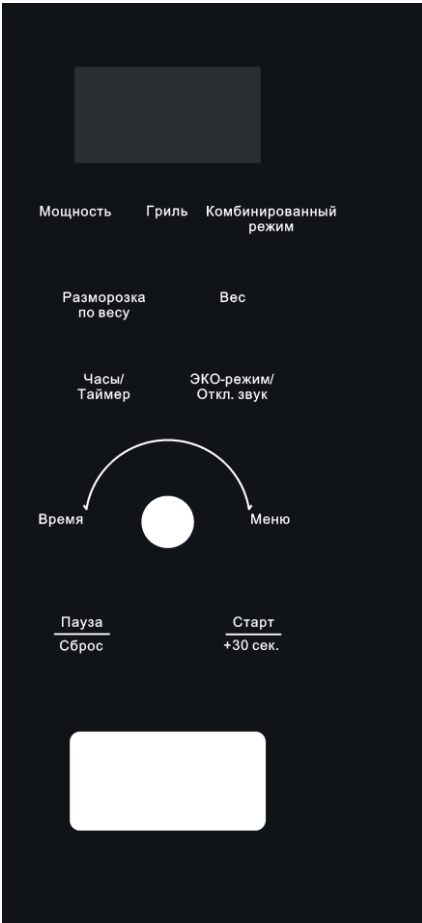 Мощность Гриль Комбинированный
режим
Разморозка Вес
по весу
Часы/ ЭКО-режим/
Таймер Откл. звук
Время Меню
Пауза Старт
Сброс +30 сек.